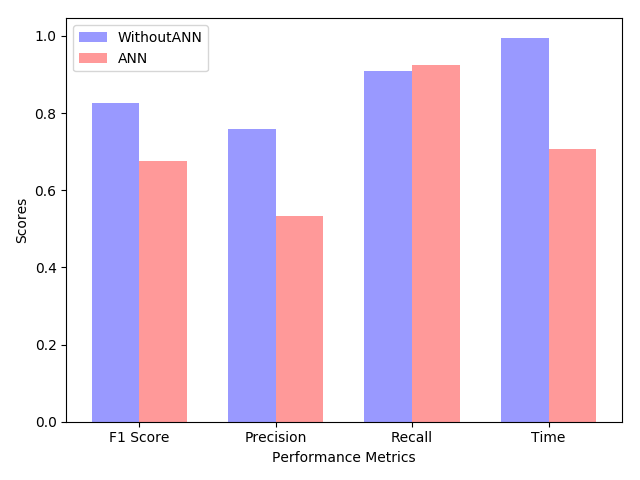 WithoutANN
ANN
Scores
1.0
0.8
0.6
0.4
0.2
0.0
F1 Score
Precision
Recall
Time
Performance Metrics